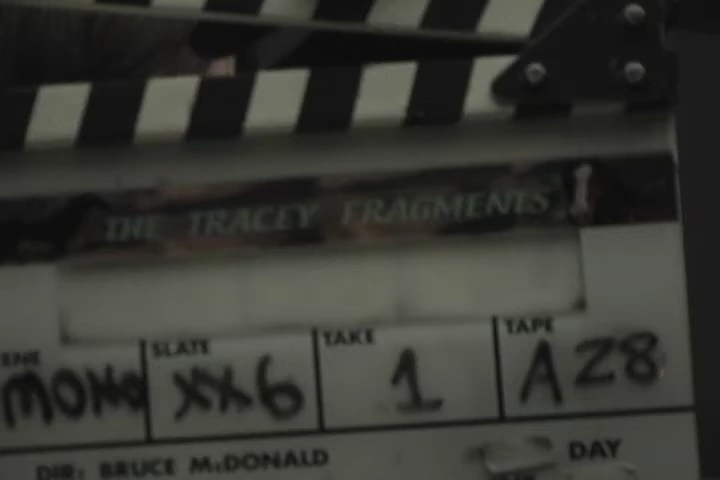 THE TRACEY FRAGMENTS
SLATE TAKE TAPE
MONO XX6 1 A28
DIR: BRUCE McDONALD DAY